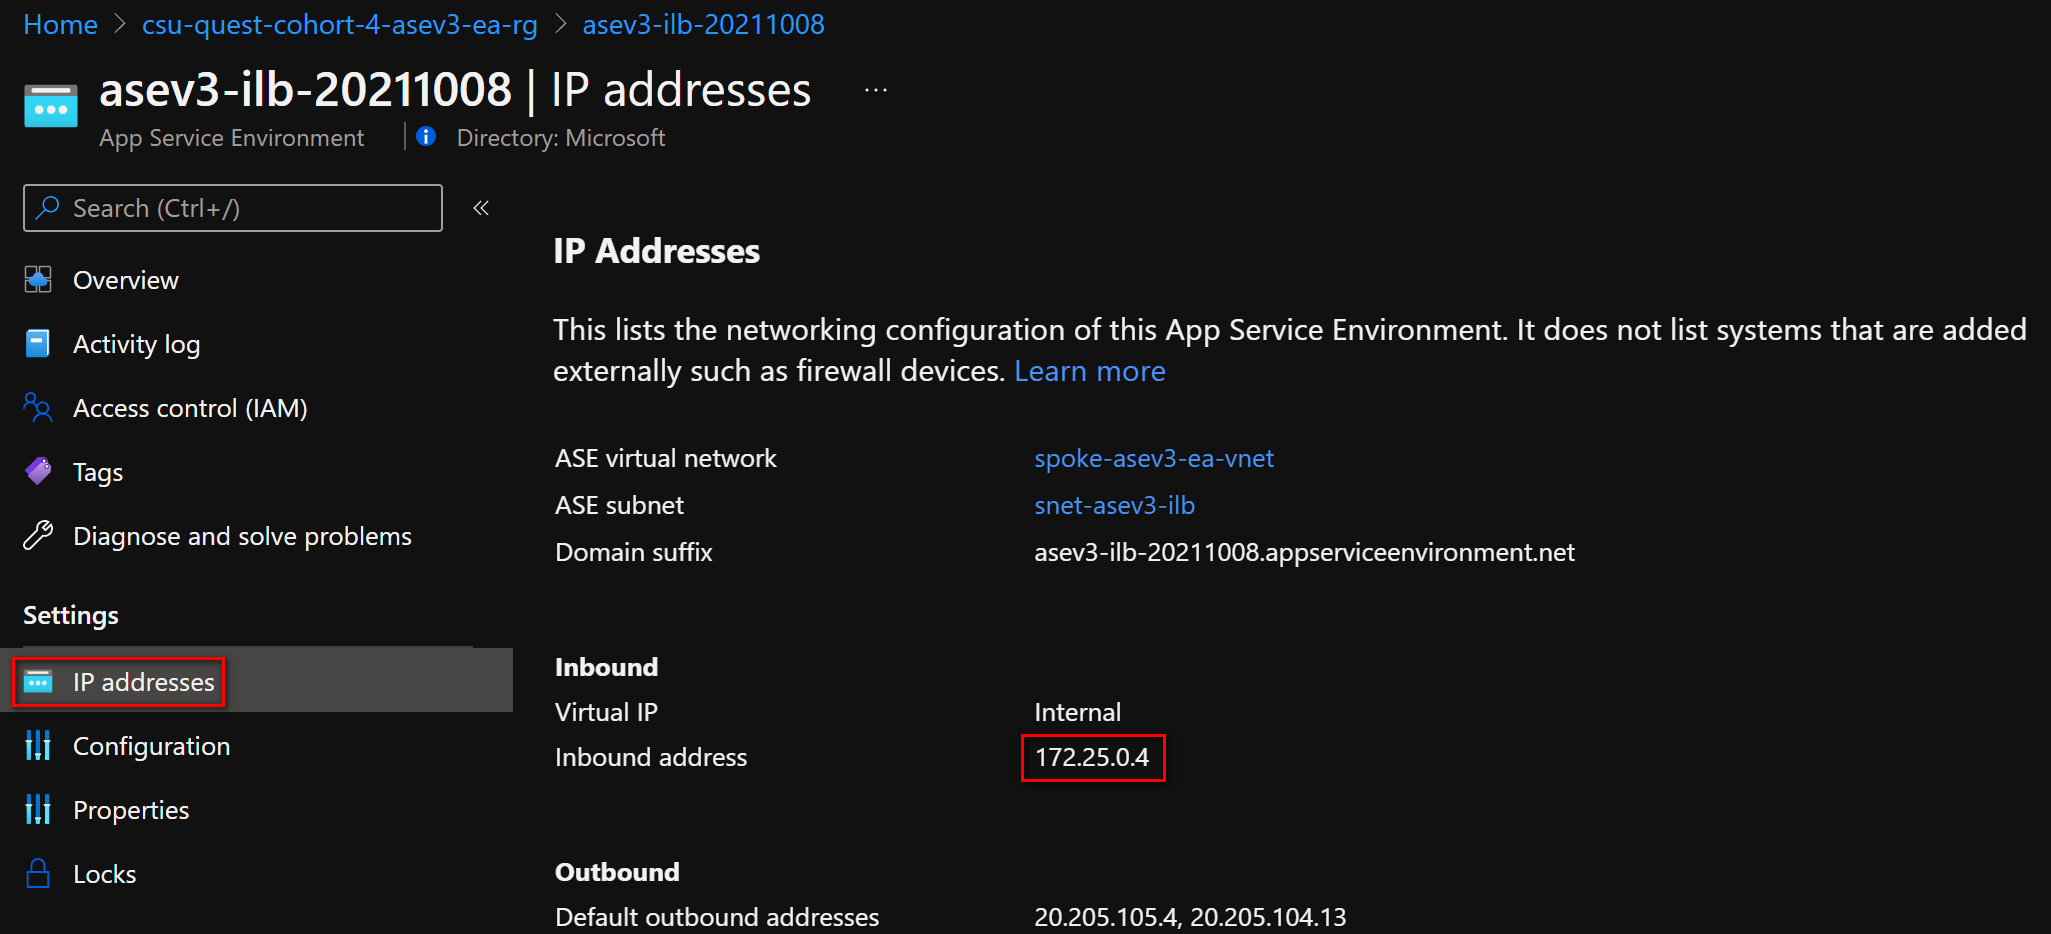 Home > csu-quest-cohort-4-asev3-ea-rg > asev3-ilb-20211008
asev3-ilb-20211008 | IP addresses ...
App Service Environment
Directory: Microsoft
Search (Ctrl+/)
«
Overview
Activity log
Access control (IAM)
Tags
Diagnose and solve problems
Settings
IP addresses
Configuration
Properties
Locks
IP Addresses
This lists the networking configuration of this App Service Environment. It does not list systems that are added
externally such as firewall devices. Learn more
ASE virtual network spoke-asev3-ea-vnet
ASE subnet snet-asev3-ilb
Domain suffix asev3-ilb-20211008.appserviceenvironment.net
Inbound
Virtual IP Internal
Inbound address 172.25.0.4
Outbound
Default outbound addresses 20.205.105.4, 20.205.104.13